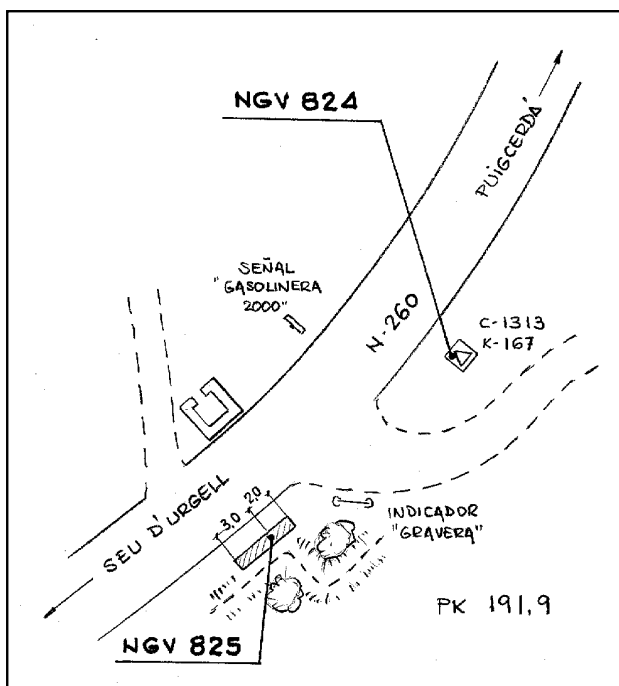 NGV 824
PUIGCERDÁ
SEÑAL
"GASOLINERA
2000"
N-260
C-1313
K-167
SEU D'URGELL
3,0
2,0
INDICADOR
"GRAVERA"
PK 191,9
NGV 825